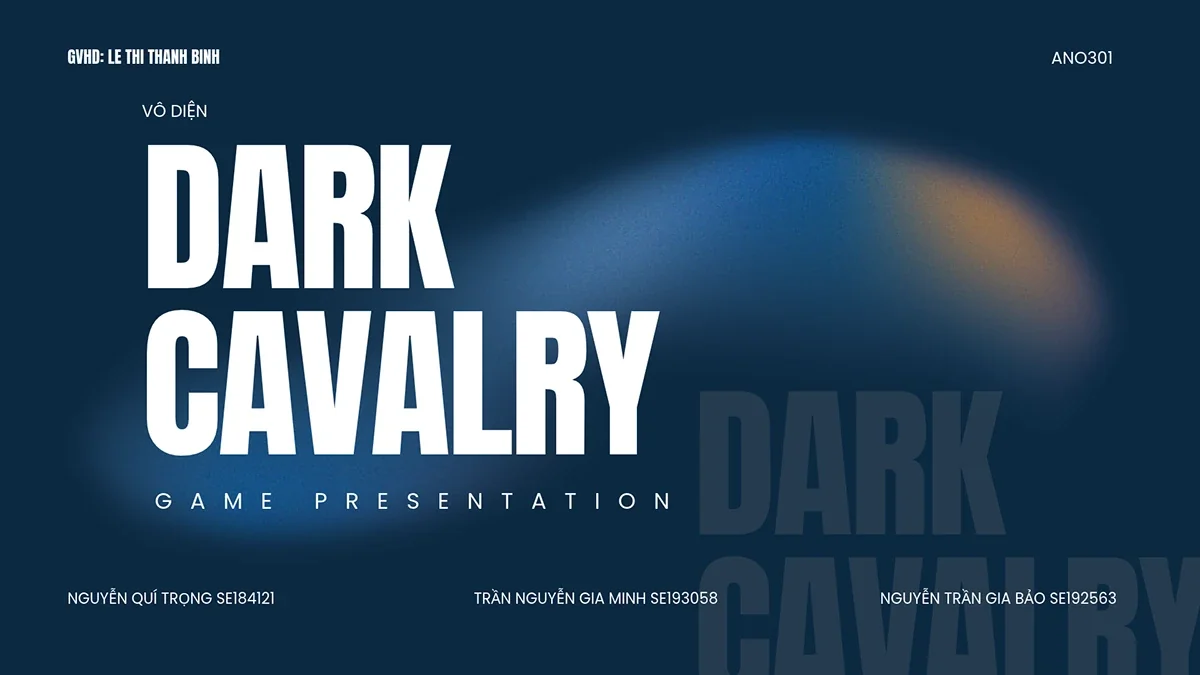 GVHD: LE THI THANH BINH
ANO301
VÔ DIỆN
DARK
CAVALRY
GAME PRESENTATION
DARK
CAVALRY
NGUYỄN QUÍ TRỌNG SE184121
TRẦN NGUYỄN GIA MINH SE193058
NGUYỄN TRẦN GIA BẢO SE192563